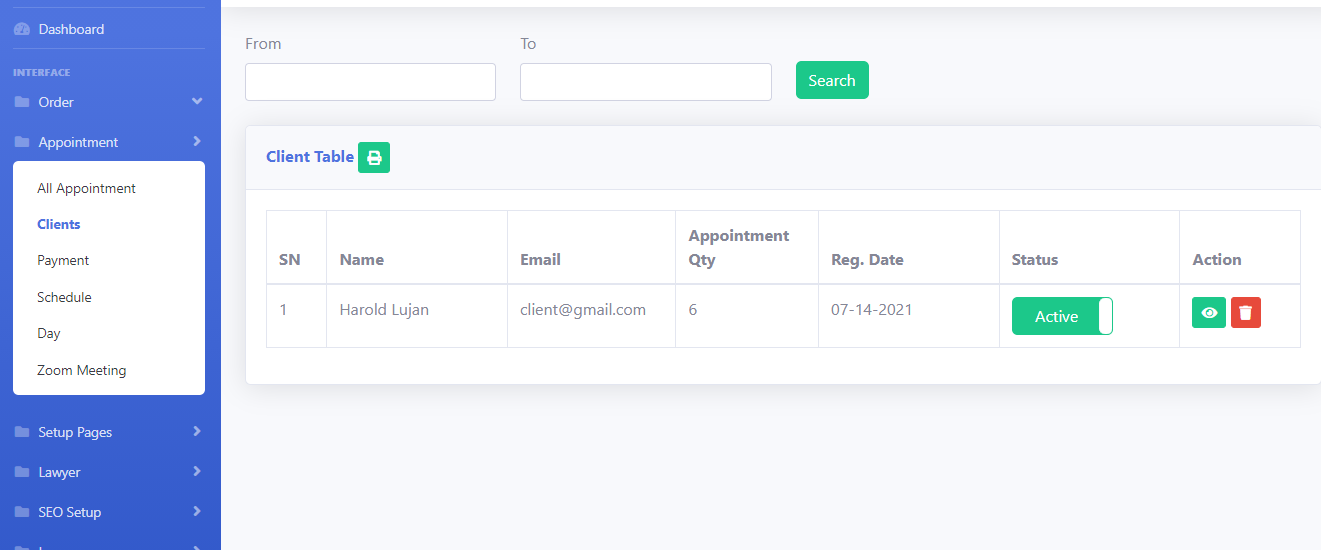 Dashboard
INTERFACE
Order
Appointment
All Appointment
Clients
Payment
Schedule
Day
Zoom Meeting
Setup Pages
Lawyer
SEO Setup
From
To
Search
Client Table
SN
Name
Email
Appointment
Qty
Reg. Date
Status
Action
1
Harold Lujan
client@gmail.com
6
07-14-2021
Active